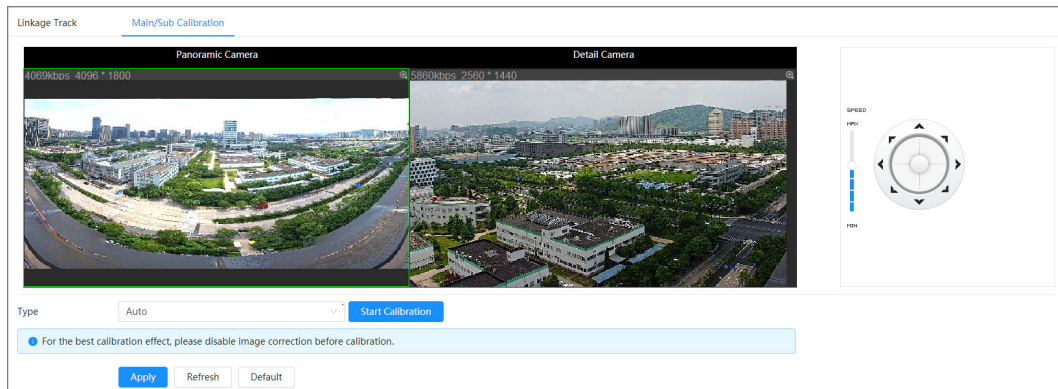 Linkage Track Main/Sub Calibration
Panoramic Camera Detail Camera
4069kbps 4096 * 1800 5860kbps 2560 * 1440
SPEED
MAX
MIN
Type Auto Start Calibration
For the best calibration effect, please disable image correction before calibration.
Apply Refresh Default